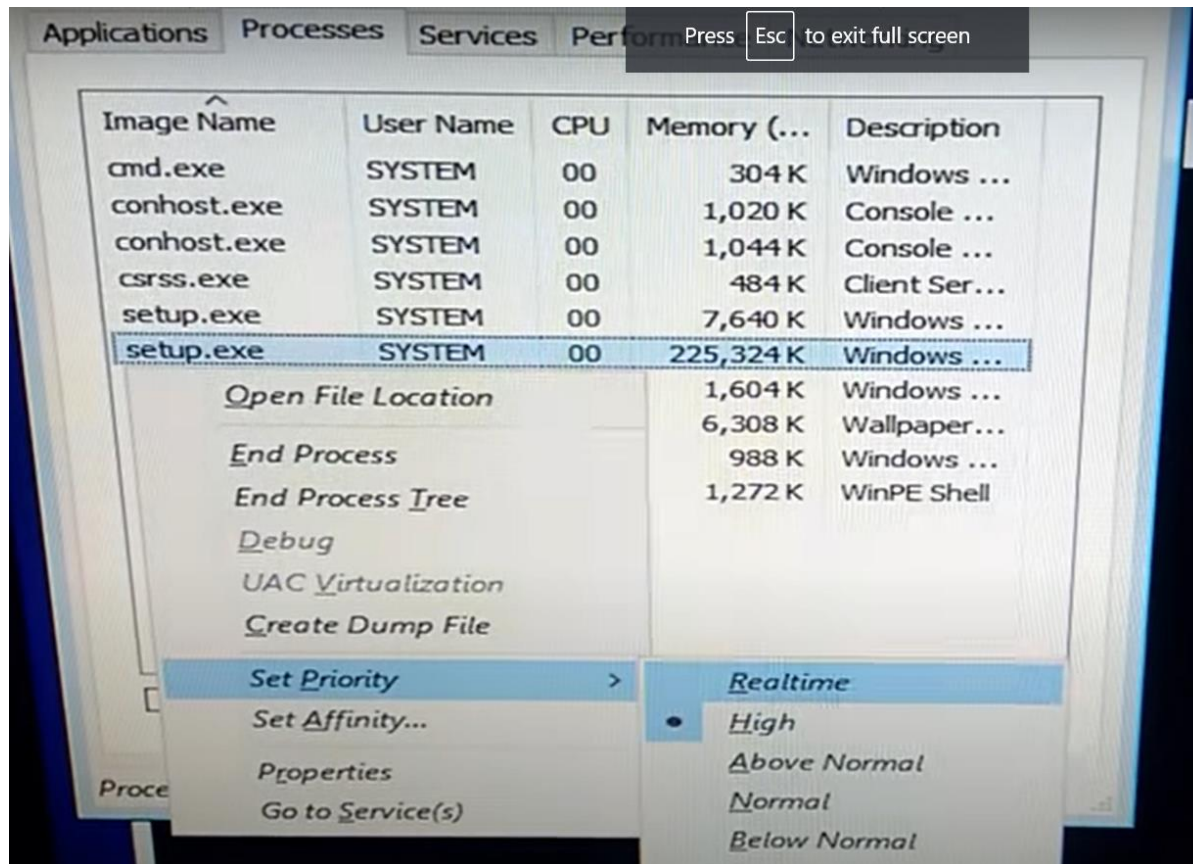 Applications Processes Services Perform
Press Esc to exit full screen
Image Name User Name CPU Memory (... Description
cmd.exe SYSTEM 00 304 K Windows ...
conhost.exe SYSTEM 00 1,020 K Console ...
conhost.exe SYSTEM 00 1,044 K Console ...
csrss.exe SYSTEM 00 484 K Client Ser...
setup.exe SYSTEM 00 7,640 K Windows ...
setup.exe SYSTEM 00 225,324 K Windows ...
Open File Location 1,604 K Windows ...
6,308 K Wallpaper...
End Process 988 K Windows ...
End Process Tree 1,272 K WinPE Shell
Debug
UAC Virtualization
Create Dump File
Set Priority > Realtime
Set Affinity... High
Above Normal
Properties
Proce
Go to Service(s) Normal
Below Normal